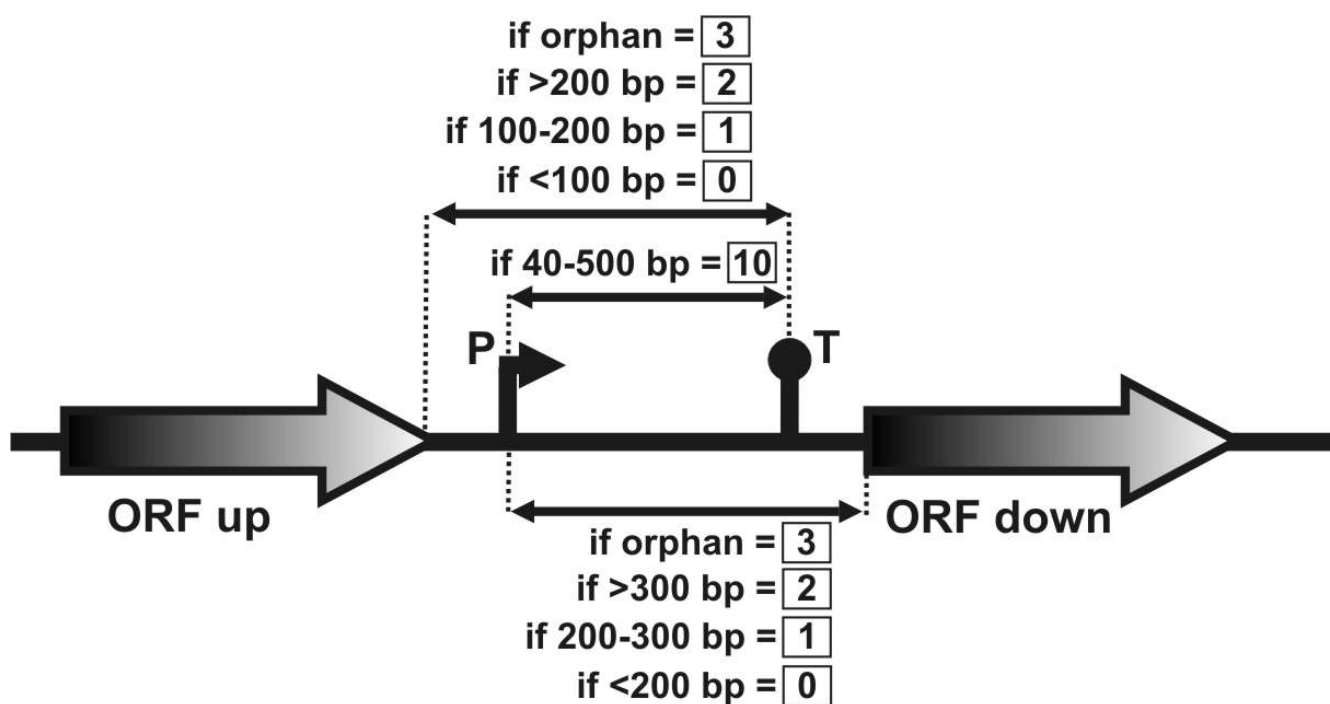 if orphan = 3
if >200 bp = 2
if 100-200 bp = 1
if <100 bp = 0
if 40-500 bp = 10
P
T
ORF up
ORF down
if orphan = 3
if >300 bp = 2
if 200-300 bp = 1
if <200 bp = 0